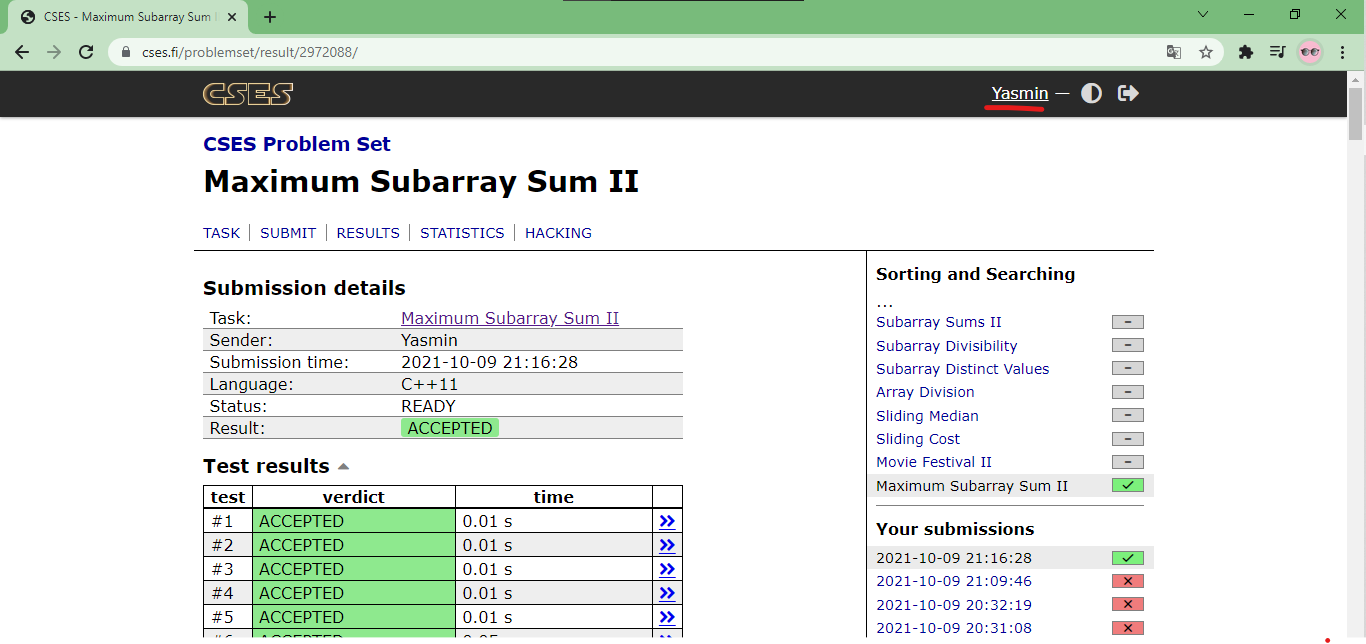 CSES - Maximum Subarray Sum I
cses.fi/problemset/result/2972088/
CSES
Yasmin —
CSES Problem Set
Maximum Subarray Sum II
TASK | SUBMIT | RESULTS | STATISTICS | HACKING
Submission details
Task: Maximum Subarray Sum II
Sender: Yasmin
Submission time: 2021-10-09 21:16:28
Language: C++11
Status: READY
Result: ACCEPTED
Test results
test verdict time
#1 ACCEPTED 0.01 s
#2 ACCEPTED 0.01 s
#3 ACCEPTED 0.01 s
#4 ACCEPTED 0.01 s
#5 ACCEPTED 0.01 s
Sorting and Searching
...
Subarray Sums II –
Subarray Divisibility –
Subarray Distinct Values –
Array Division –
Sliding Median –
Sliding Cost –
Movie Festival II –
Maximum Subarray Sum II
Your submissions
2021-10-09 21:16:28
2021-10-09 21:09:46
2021-10-09 20:32:19
2021-10-09 20:31:08